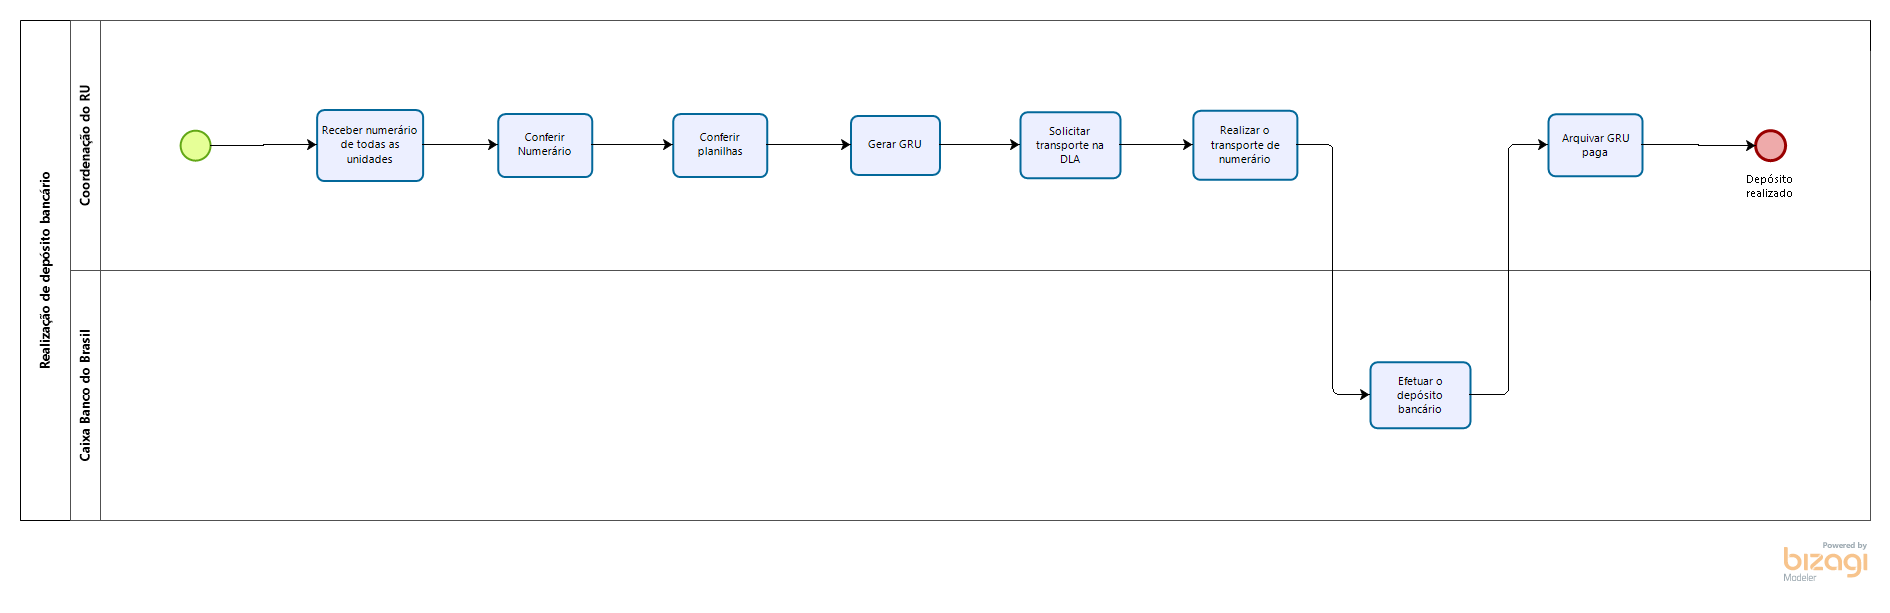 Realização de depósito bancário
Coordenação do RU
Receber numerário
de todas as
unidades
Conferir
Numerário
Conferir
planilhas
Gerar GRU
Solicitar
transporte na
DLA
Realizar o
transporte de
numerário
Arquivar GRU
paga
Depósito
realizado
Caixa Banco do Brasil
Efetuar o
depósito
bancário
Powered by
bizagi
Modeler